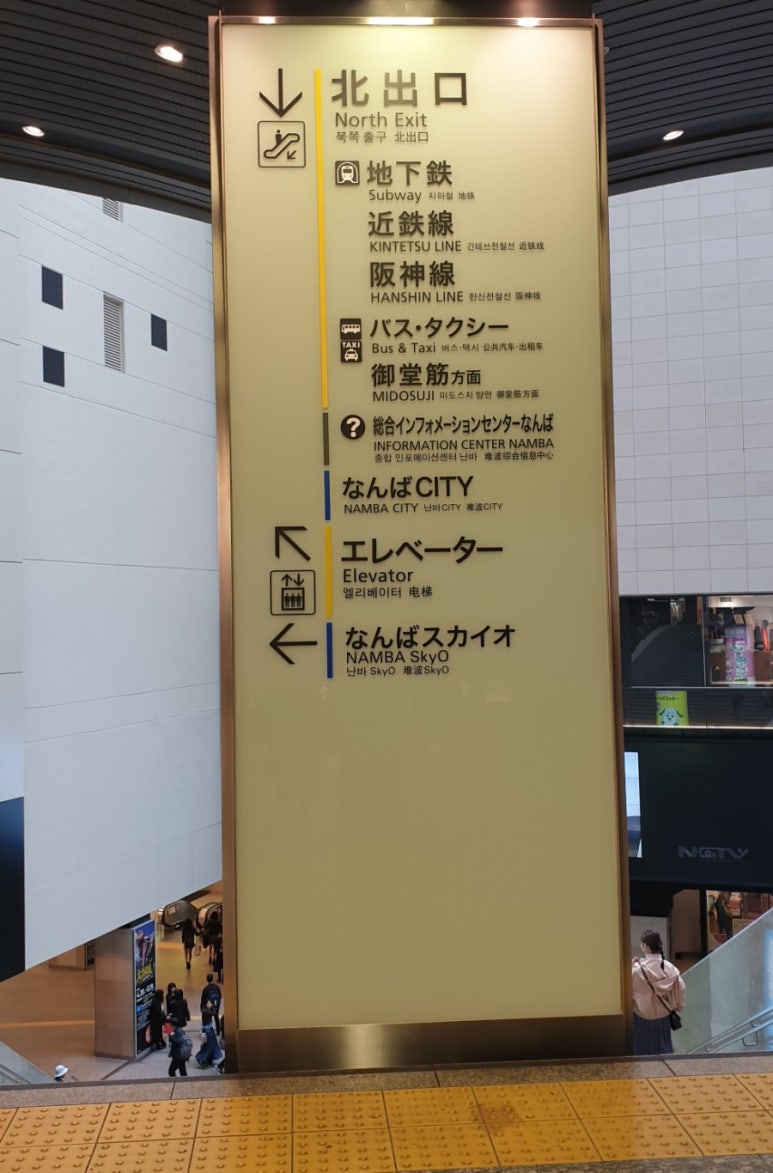 北出口
North Exit
북쪽 출구 北出口
地下鉄
Subway 지하철 地铁
近鉄線
KINTETSU LINE 긴테쓰전철선 近铁线
阪神線
HANSHIN LINE 한신전철선 阪神线
バス・タクシー
TAXI
Bus & Taxi 버스·택시 公共汽车·出租车
御堂筋方面
MIDOSUJI 미도스지 방면 御堂筋方面
?
総合インフォメーションセンターなんば
INFORMATION CENTER NAMBA
종합 인포메이션센터 난바 难波综合信息中心
なんばCITY
NAMBA CITY 난바CITY 难波CITY
エレベーター
Elevator
엘리베이터 电梯
なんばスカイオ
NAMBA SkyO
난바 SkyO 难波SkyO
NGTV